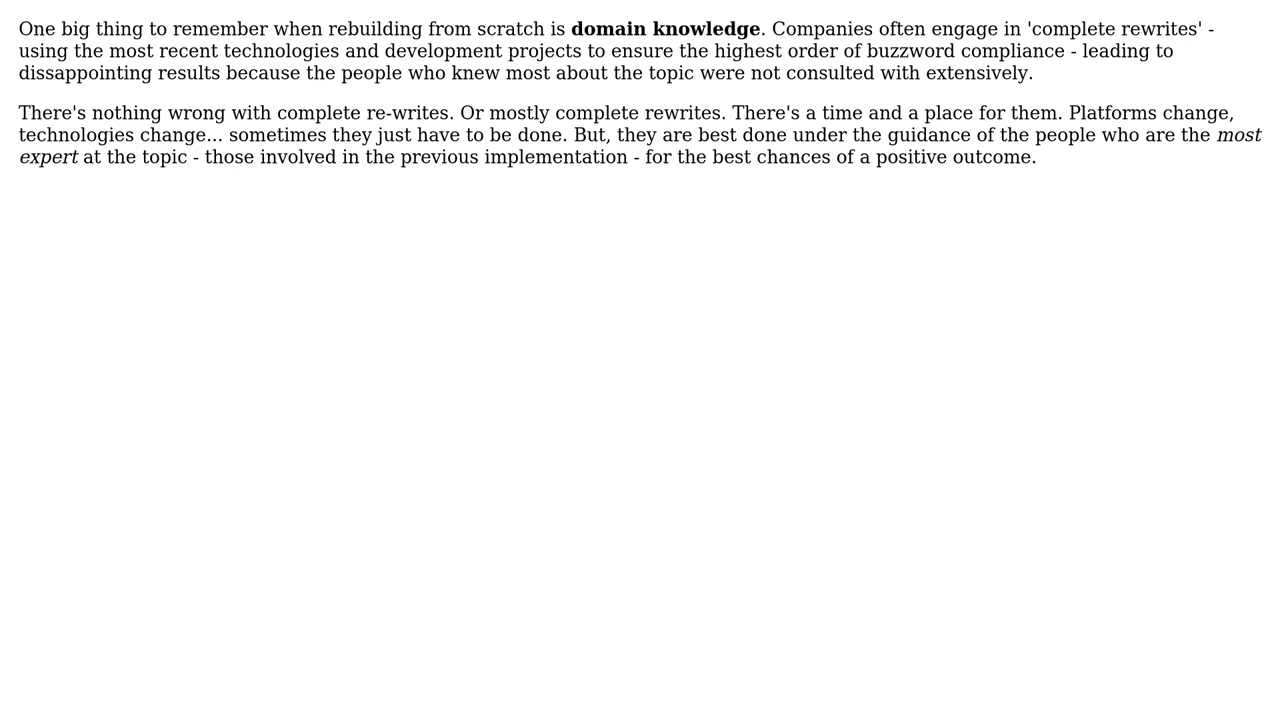 One big thing to remember when rebuilding from scratch is domain knowledge. Companies often engage in 'complete rewrites' -
using the most recent technologies and development projects to ensure the highest order of buzzword compliance - leading to
dissappointing results because the people who knew most about the topic were not consulted with extensively.
There's nothing wrong with complete re-writes. Or mostly complete rewrites. There's a time and a place for them. Platforms change,
technologies change... sometimes they just have to be done. But, they are best done under the guidance of the people who are the most
expert at the topic - those involved in the previous implementation - for the best chances of a positive outcome.